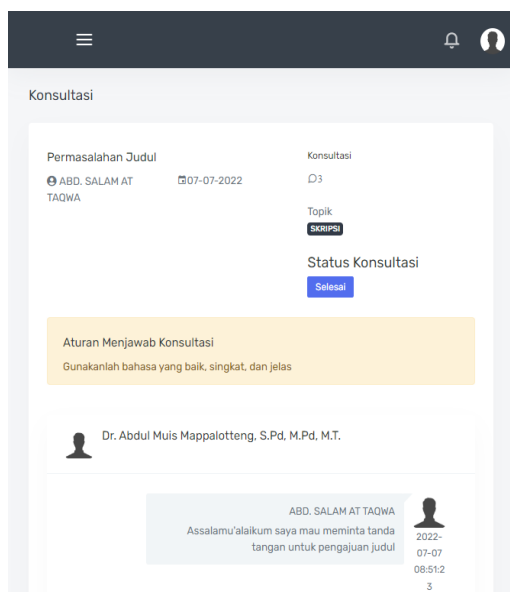 Konsultasi
Permasalahan Judul
ABD. SALAM AT
TAQWA
07-07-2022
Konsultasi
3
Topik
SKRIPSI
Status Konsultasi
Selesai
Aturan Menjawab Konsultasi
Gunakanlah bahasa yang baik, singkat, dan jelas
Dr. Abdul Muis Mappalotteng, S.Pd, M.Pd, M.T.
ABD. SALAM AT TAQWA
Assalamu'alaikum saya mau meminta tanda
tangan untuk pengajuan judul
2022-
07-07
08:51:2
3